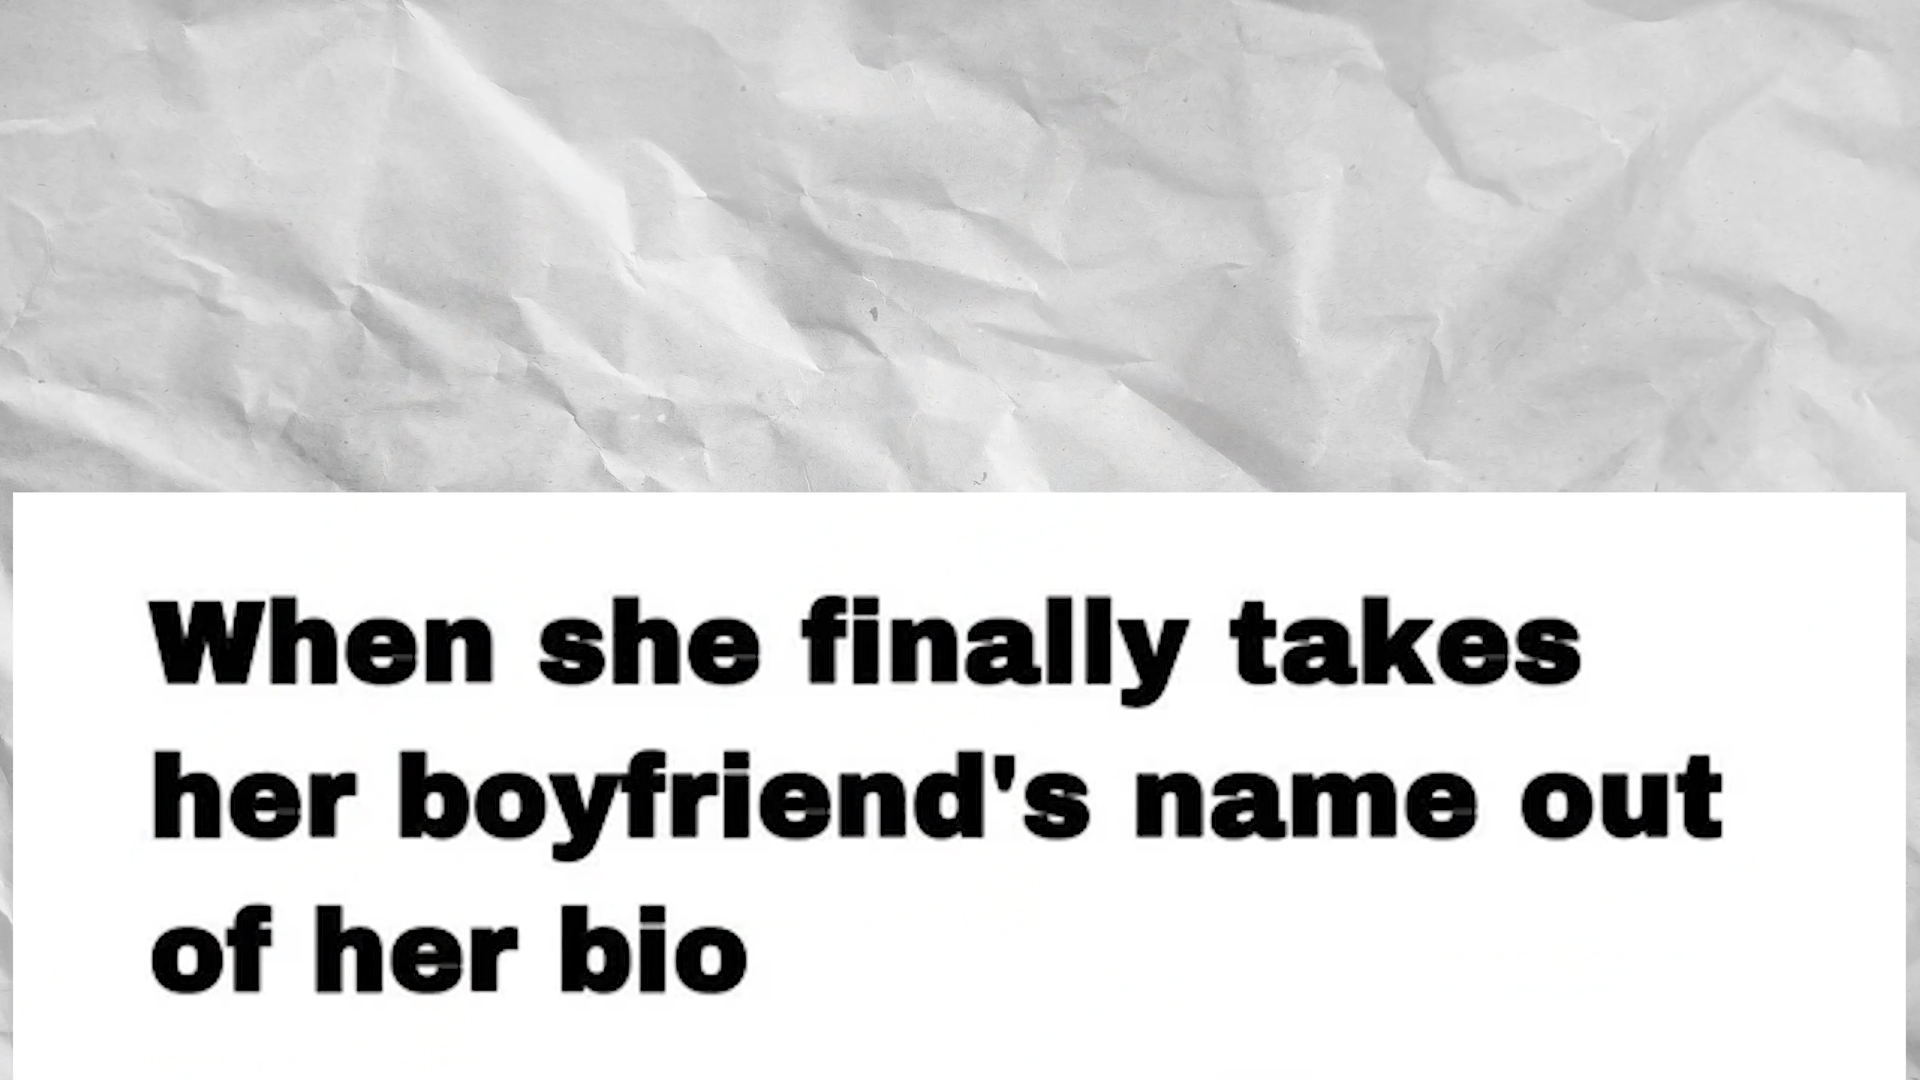 When she finally takes
her boyfriend's name out
of her bio